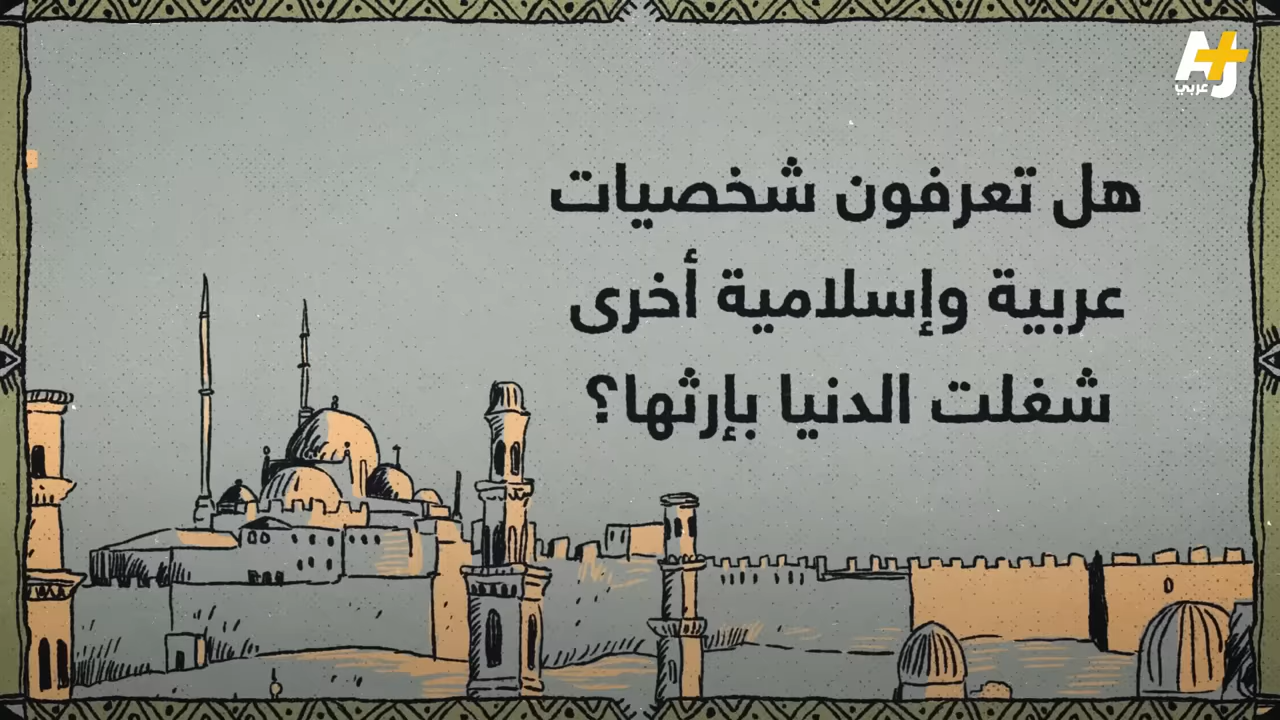 AJ+
عربي
هل تعرفون شخصيات
عربية وإسلامية أخرى
شغلت الدنيا بإرثها؟